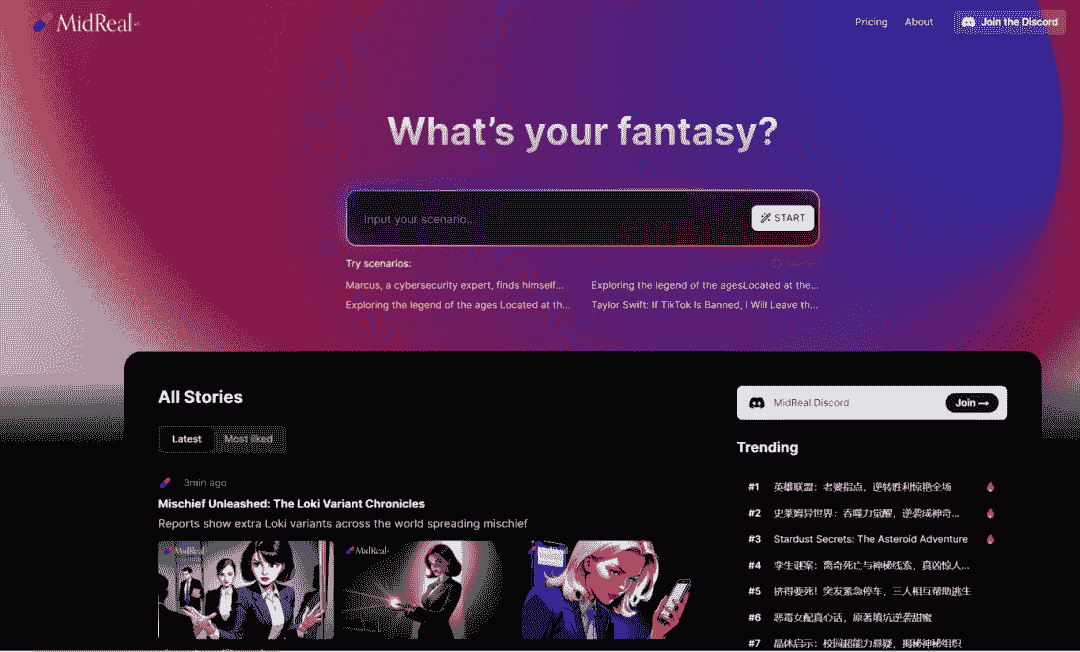 MidReal
Pricing
About
Join the Discord
What's your fantasy?
Input your scenario...
START
Try scenarios:
Marcus, a cybersecurity expert, finds himself...
Exploring the legend of the agesLocated at the...
Exploring the legend of the ages Located at th...
Taylor Swift: If TikTok Is Banned, I Will Leave th...
All Stories
Latest
Most liked
3min ago
Mischief Unleashed: The Loki Variant Chronicles
Reports show extra Loki variants across the world spreading mischief
MidReal
MidReal
MidReal Discord
Join →
Trending
#1 英雄联盟：老婆指点，逆转胜利惊艳全场
#2 史莱姆异世界：吞噬力觉醒，逆袭成神奇...
#3 Stardust Secrets: The Asteroid Adventure
#4 孪生谜案：离奇死亡与神秘线索，真的惊人...
#5 挤得要死！突发紧急停车，三人相互帮助逃生
#6 恶毒女配真心话，原著填坑逆袭甜蜜
#7 晶体启示：校园超能力悬疑，揭秘神秘组织